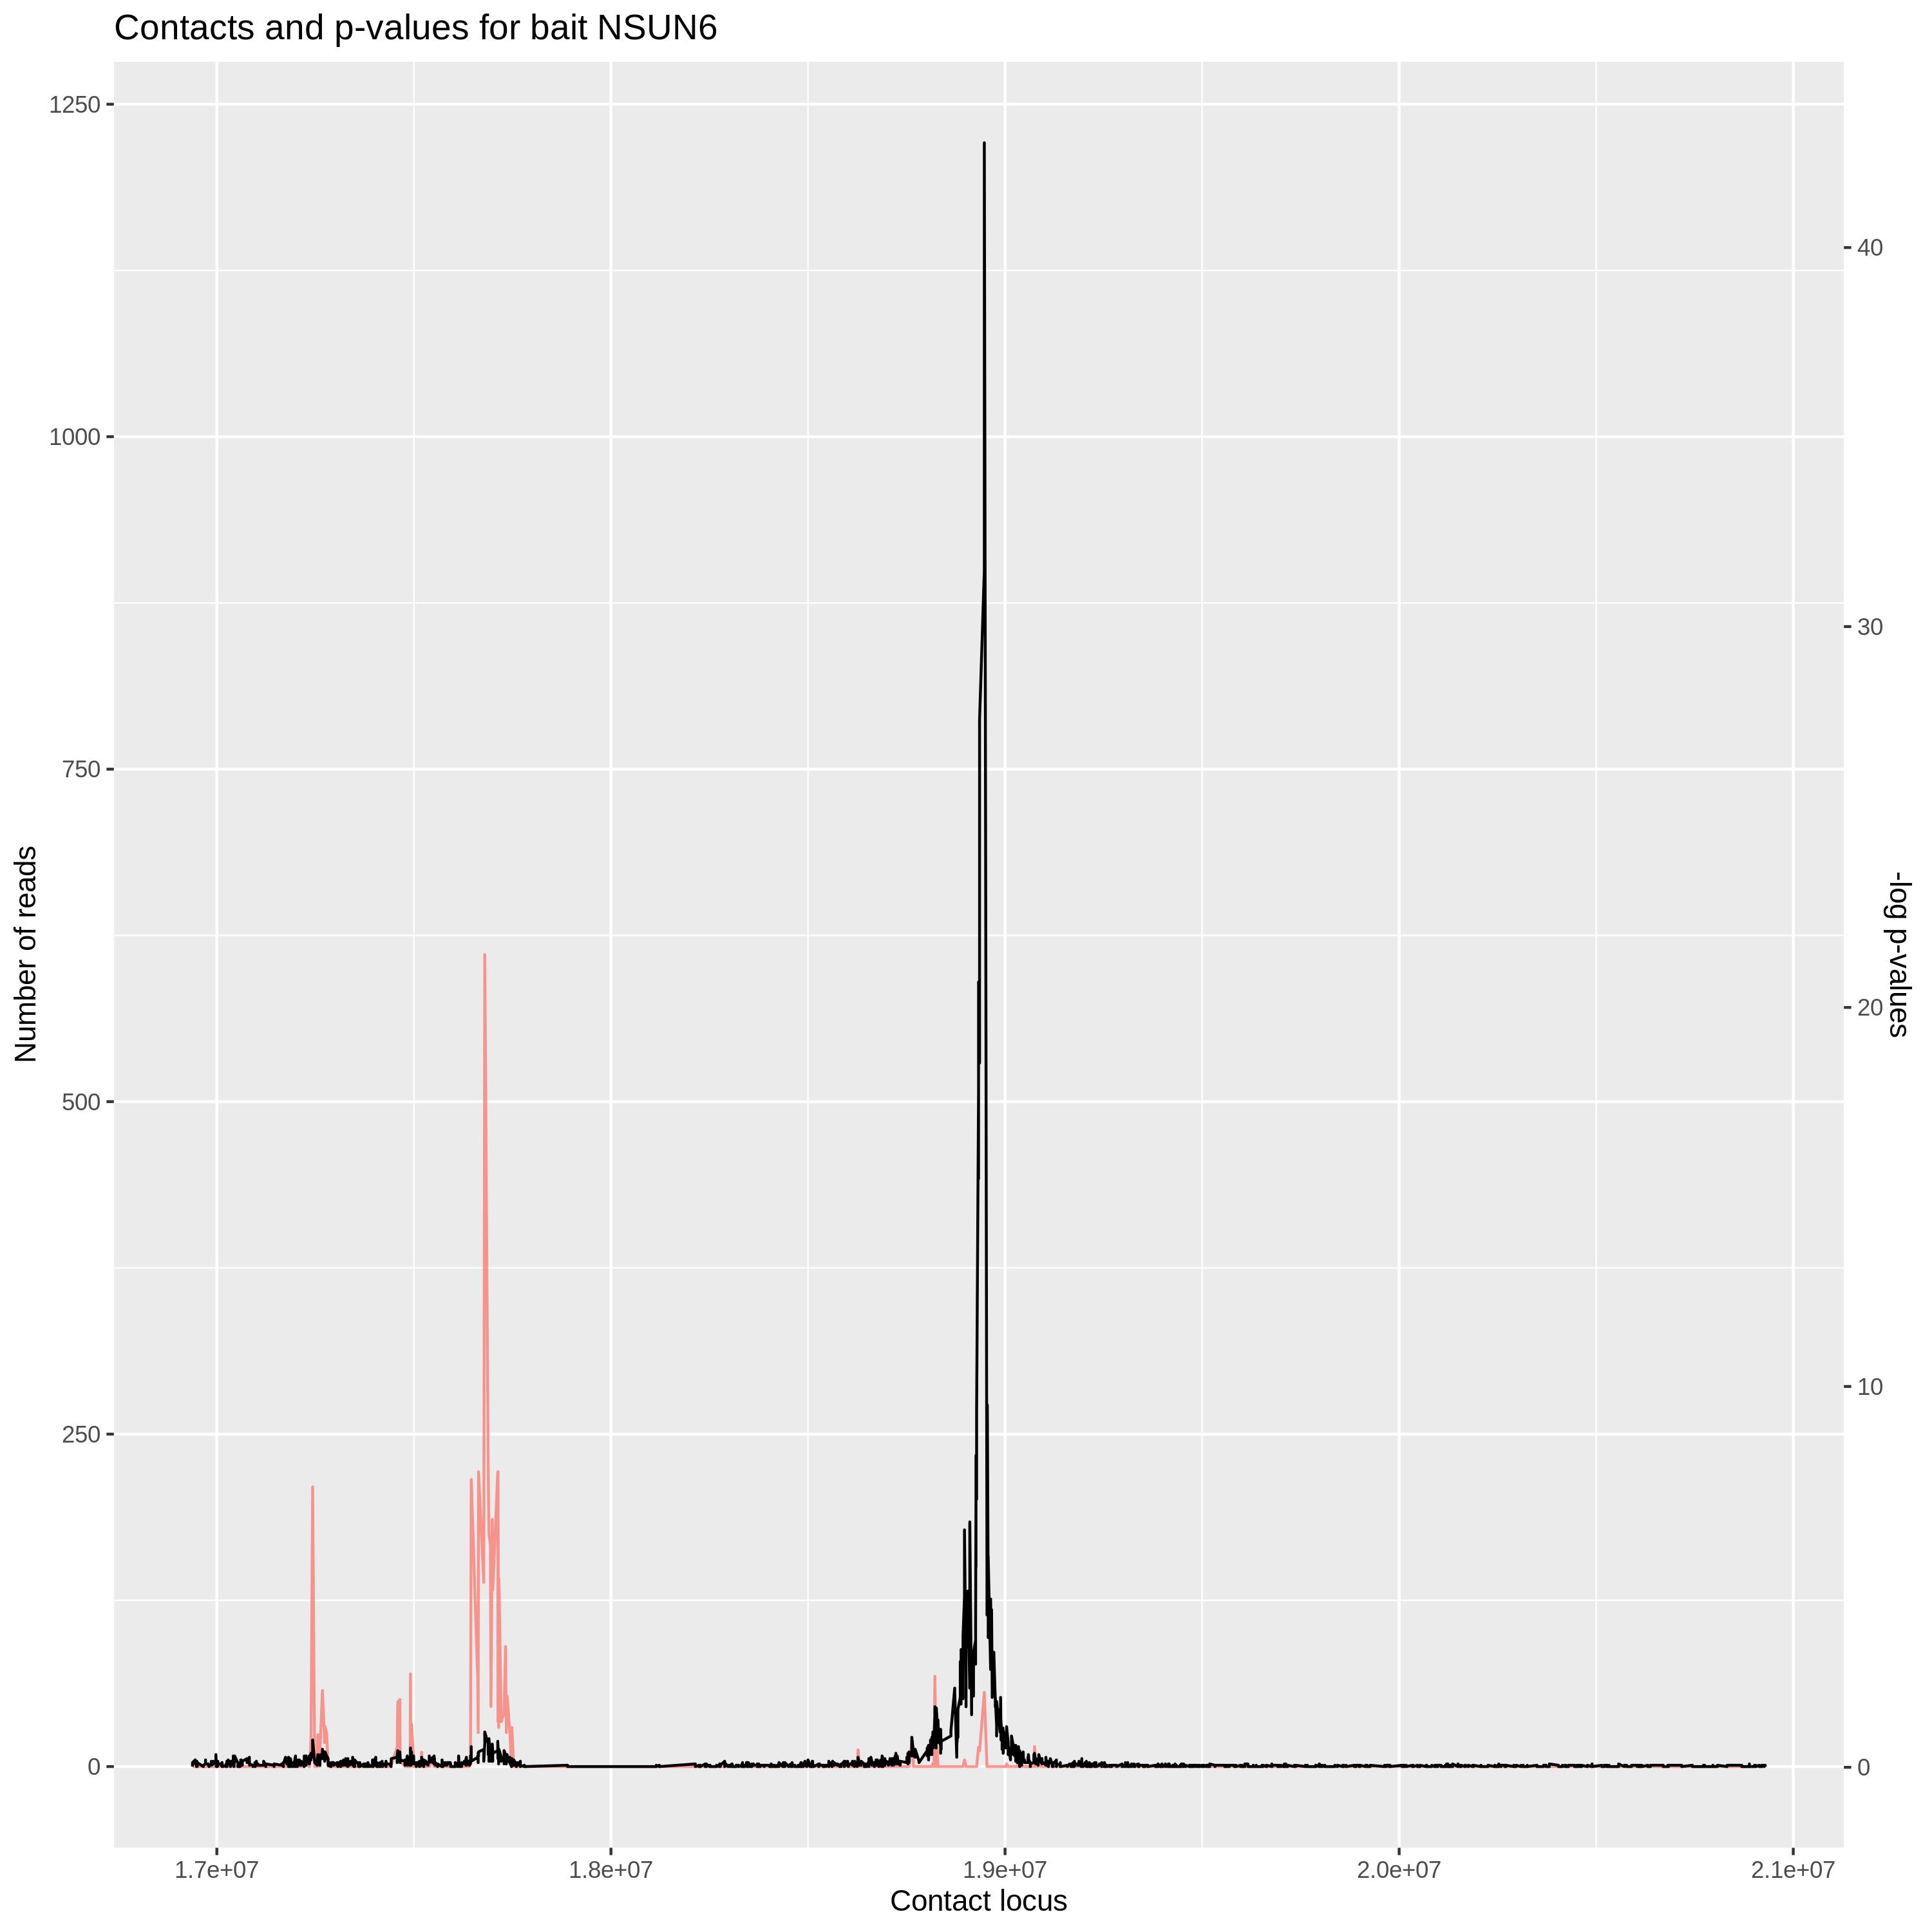 Contacts and p-values for bait NSUN6
1250
1000
750
500
250
0
Number of reads
40
30
20
10
0
-log p-values
1.7e+07
1.8e+07
1.9e+07
2.0e+07
2.1e+07
Contact locus